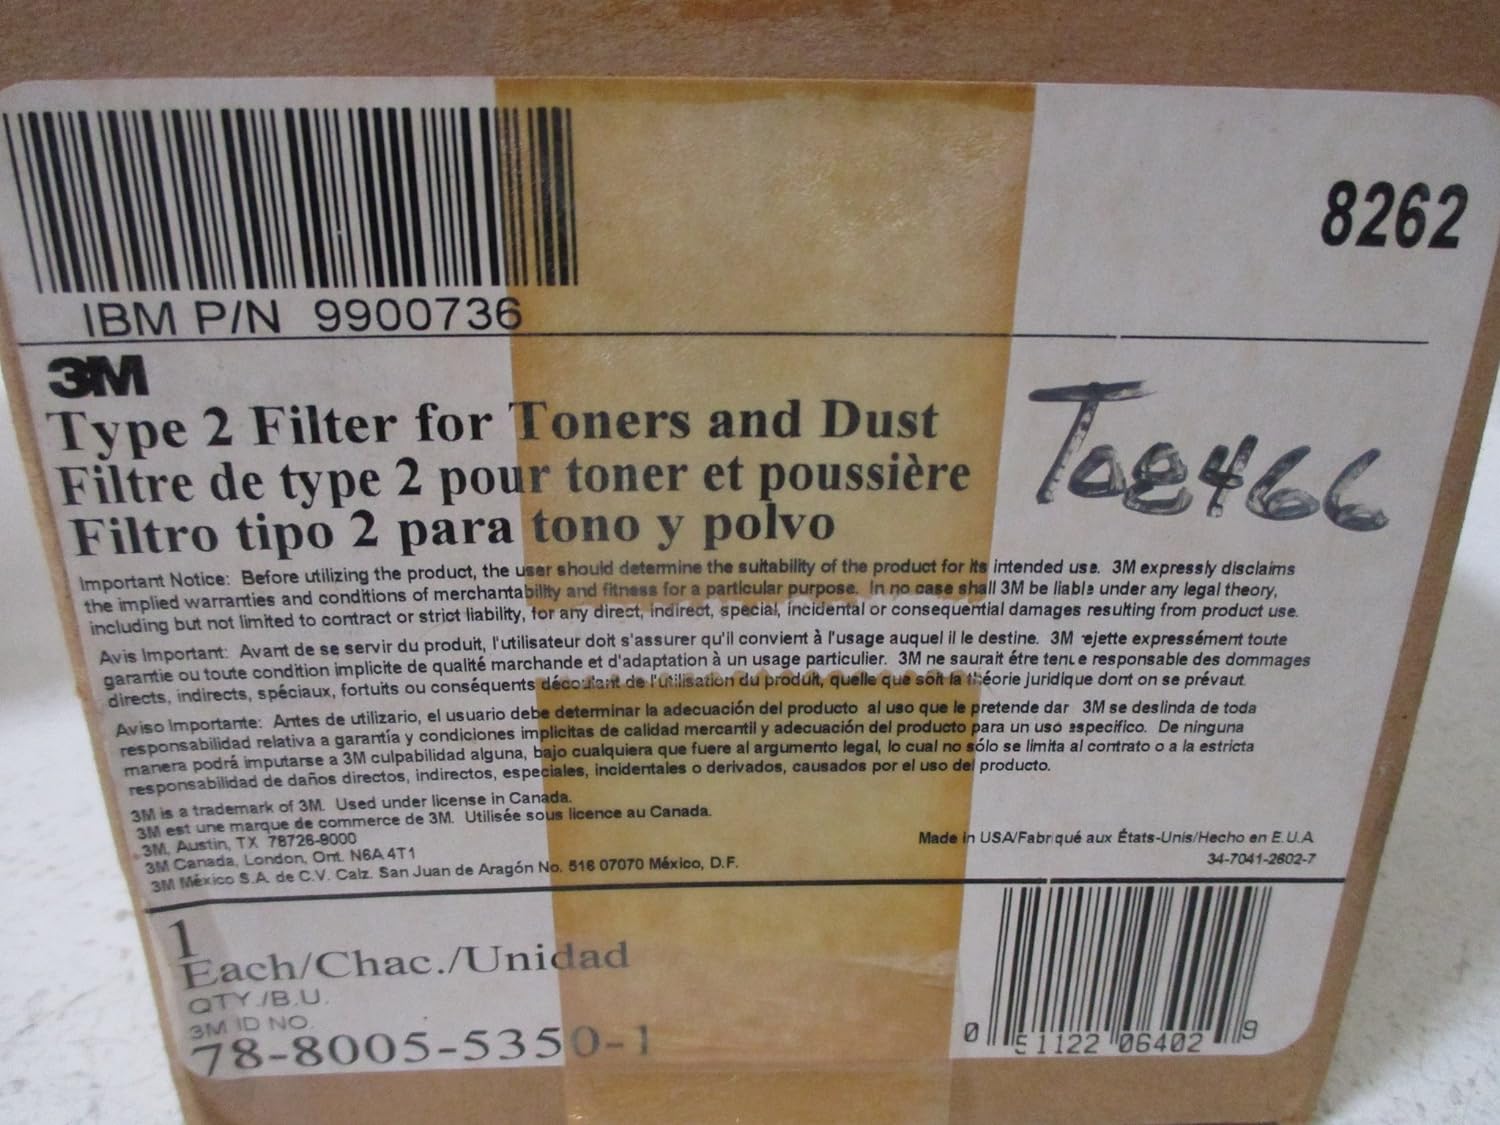 8262
IBM P/N 9900736
3M
Type 2 Filter for Toners and Dust
Filtre de type 2 pour toner et poussière
Filtro tipo 2 para tono y polvo
To8466
Important Notice: Before utilizing the product, the user should determine the suitability of the product for its intended use. 3M expressly disclaims
the implied warranties and conditions of merchantability and fitness for a particular purpose. In no case shall 3M be liable under any legal theory,
including but not limited to contract or strict liability, for any direct, indirect, special, incidental or consequential damages resulting from product use.
Avis Important: Avant de se servir du produit, l'utilisateur doit s'assurer qu'il convient à l'usage auquel il le destine. 3M rejette expressément toute
garantie ou toute condition implicite de qualité marchande et d'adaptation à un usage particulier. 3M ne saurait être tenue responsable des dommages
directs, indirects, spéciaux, fortuits ou conséquents découlant de l'utilisation du produit, quelle que soit la théorie juridique dont on se prévaut.
Aviso Importante: Antes de utilizario, el usuario debe determinar la adecuación del producto al uso que le pretende dar 3M se deslinda de toda
responsabilidad relativa a garantía y condiciones implicitas de calidad mercantil y adecuación del producto para un uso especifico. De ninguna
manera podrá imputarse a 3M culpabilidad alguna, bajo cualquiera que fuere al argumento legal, lo cual no sólo se limita al contrato o a la estricta
responsabilidad de daños directos, indirectos, especiales, incidentales o derivados, causados por el uso del producto.
3M is a trademark of 3M. Used under license in Canada.
3M est une marque de commerce de 3M. Utilisée sous licence au Canada.
3M, Austin, TX 78726-9000
3M Canada, London, Ont. N6A 4T1
3M México S.A. de C.V. Calz. San Juan de Aragón No. 516 07070 México, D.F.
Made in USA/Fabriqué aux États-Unis/Hecho en E.U.A.
34-7041-2602-7
1
Each/Chac./Unidad
QTY./B.U.
3M ID NO.
78-8005-5350-1
0 51122 06402 9